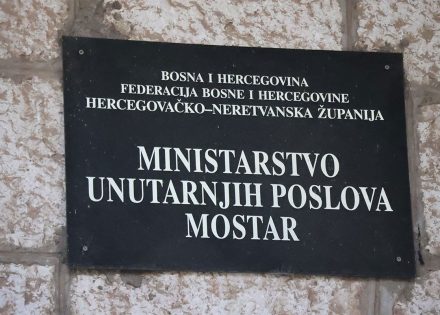 BOSNA I HERCEGOVINA
FEDERACIJA BOSNE I HERCEGOVINE
HERCEGOVAČKO–NERETVANSKA ŽUPANIJA
MINISTARSTVO
UNUTARNJIH POSLOVA
MOSTAR